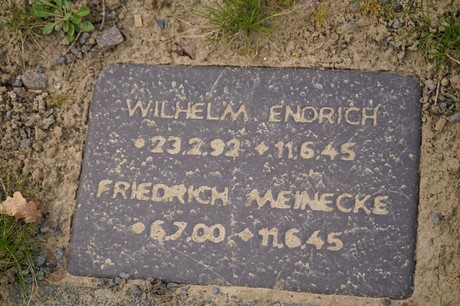 WILHELM ENDRICH
23.2.92 11.6.45
FRIEDRICH MEINECKE
6.7.00. 11.6.45